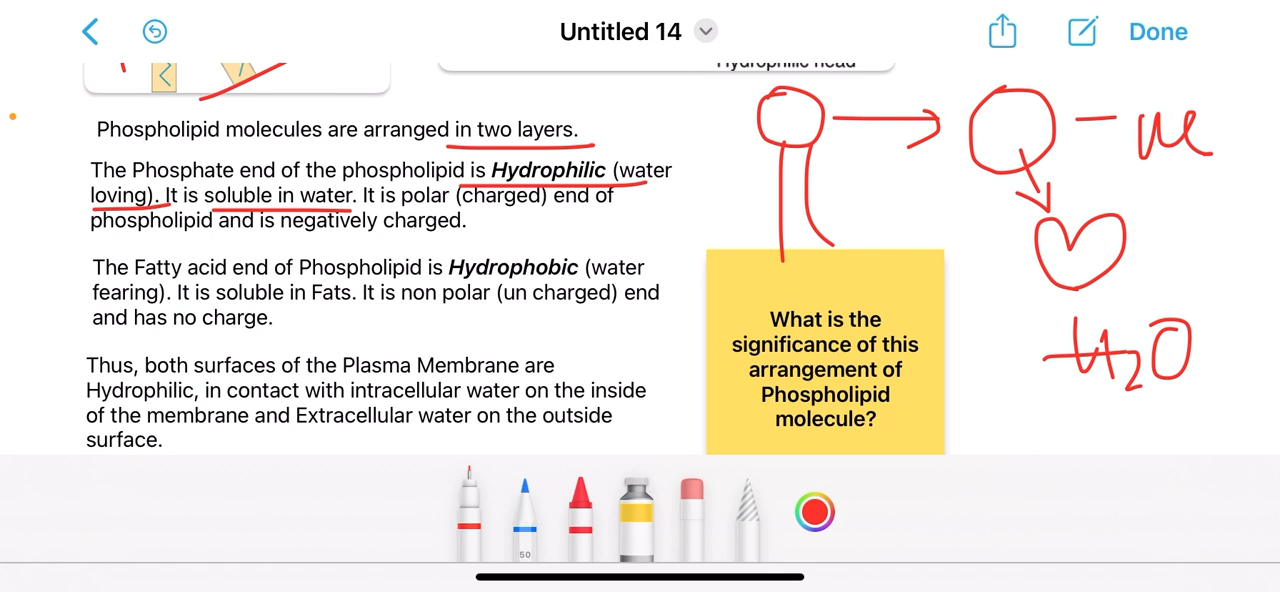 Untitled 14
Done
Hydrophilic head
Phospholipid molecules are arranged in two layers.
The Phosphate end of the phospholipid is Hydrophilic (water
loving). It is soluble in water. It is polar (charged) end of
phospholipid and is negatively charged.
The Fatty acid end of Phospholipid is Hydrophobic (water
fearing). It is soluble in Fats. It is non polar (un charged) end
and has no charge.
Thus, both surfaces of the Plasma Membrane are
Hydrophilic, in contact with intracellular water on the inside
of the membrane and Extracellular water on the outside
surface.
What is the
significance of this
arrangement of
Phospholipid
molecule?
- ve
H2O
50